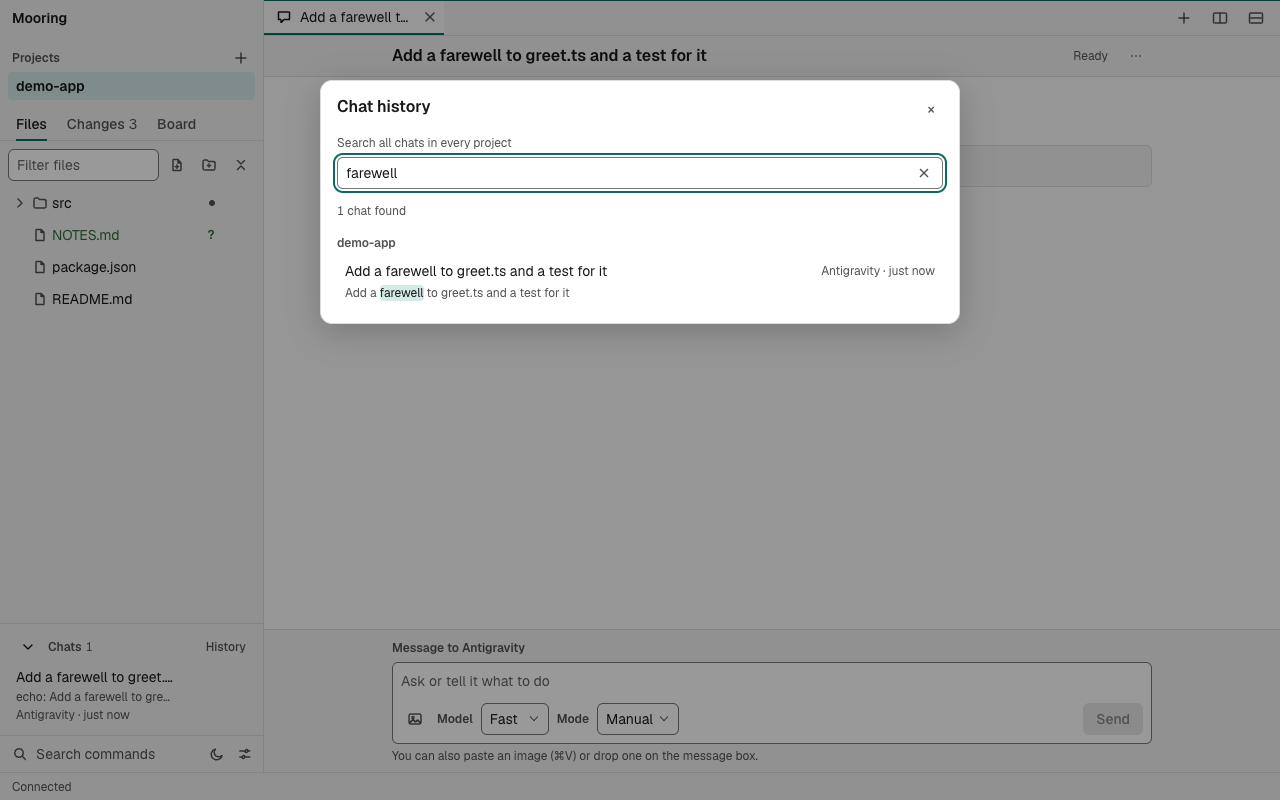 Mooring
Add a farewell t...
Projects
demo-app
Files
Changes 3
Board
Filter files
src
NOTES.md
?
package.json
README.md
Add a farewell to greet.ts and a test for it
Ready
Chat history
Search all chats in every project
farewell
1 chat found
demo-app
Add a farewell to greet.ts and a test for it
Antigravity · just now
Add a farewell to greet.ts and a test for it
Chats 1
History
Add a farewell to greet....
echo: Add a farewell to gre...
Antigravity · just now
Search commands
Message to Antigravity
Ask or tell it what to do
Model
Fast
Mode
Manual
Send
You can also paste an image (⌘V) or drop one on the message box.
Connected